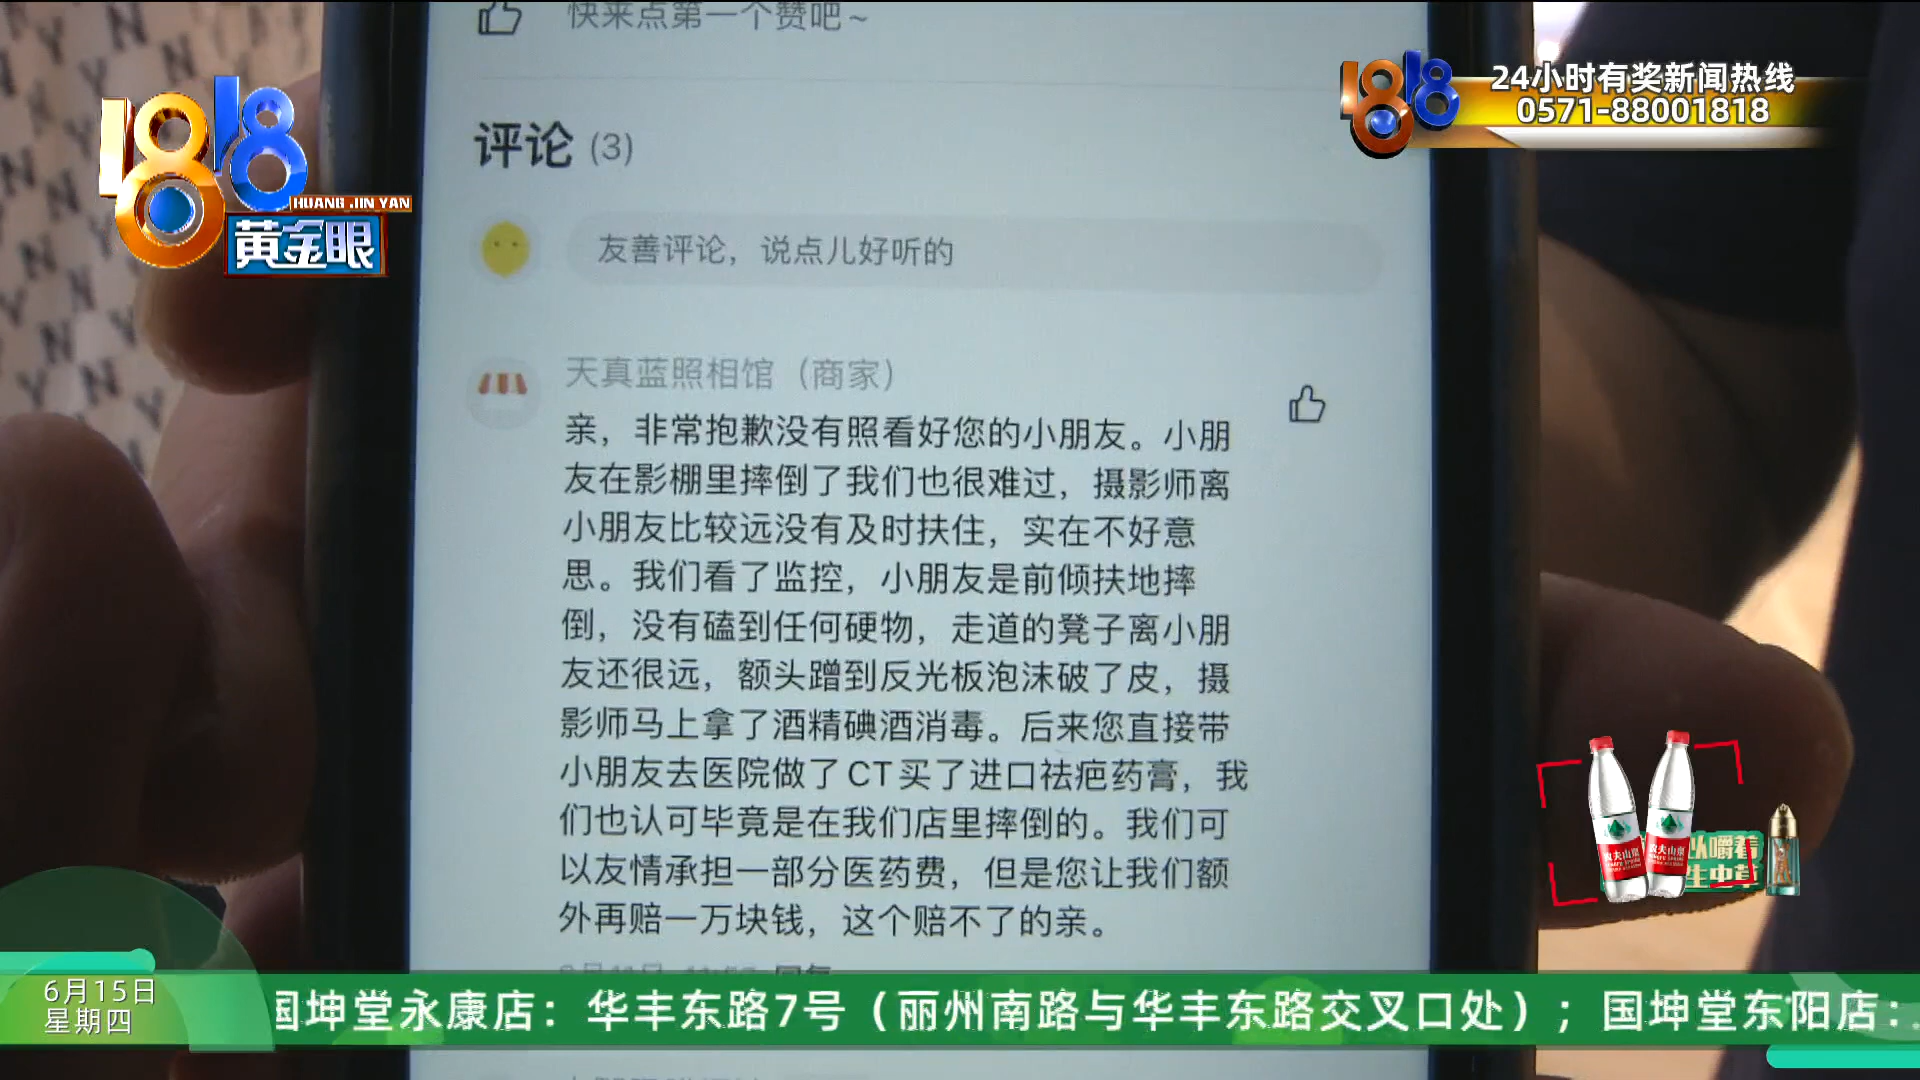 快来点第一个赞吧~
1818
HUANG JIN YAN
黄金眼
1818
24小时有奖新闻热线
0571-88001818
评论 (3)
友善评论，说点儿好听的
天真蓝照相馆（商家）
亲，非常抱歉没有照看好您的小朋友。小朋
友在影棚里摔倒了我们也很难过，摄影师离
小朋友比较远没有及时扶住，实在不好意
思。我们看了监控，小朋友是前倾扶地摔
倒，没有磕到任何硬物，走道的凳子离小朋
友还很远，额头蹭到反光板泡沫破了皮，摄
影师马上拿了酒精碘酒消毒。后来您直接带
小朋友去医院做了CT买了进口祛疤药膏，我
们也认可毕竟是在我们店里摔倒的。我们可
以友情承担一部分医药费，但是您让我们额
外再赔一万块钱，这个赔不了的亲。
农夫山泉
农夫山泉
以嚼着
生虫草
6月15日
星期四
国坤堂永康店：华丰东路7号（丽州南路与华丰东路交叉口处）；国坤堂东阳店：